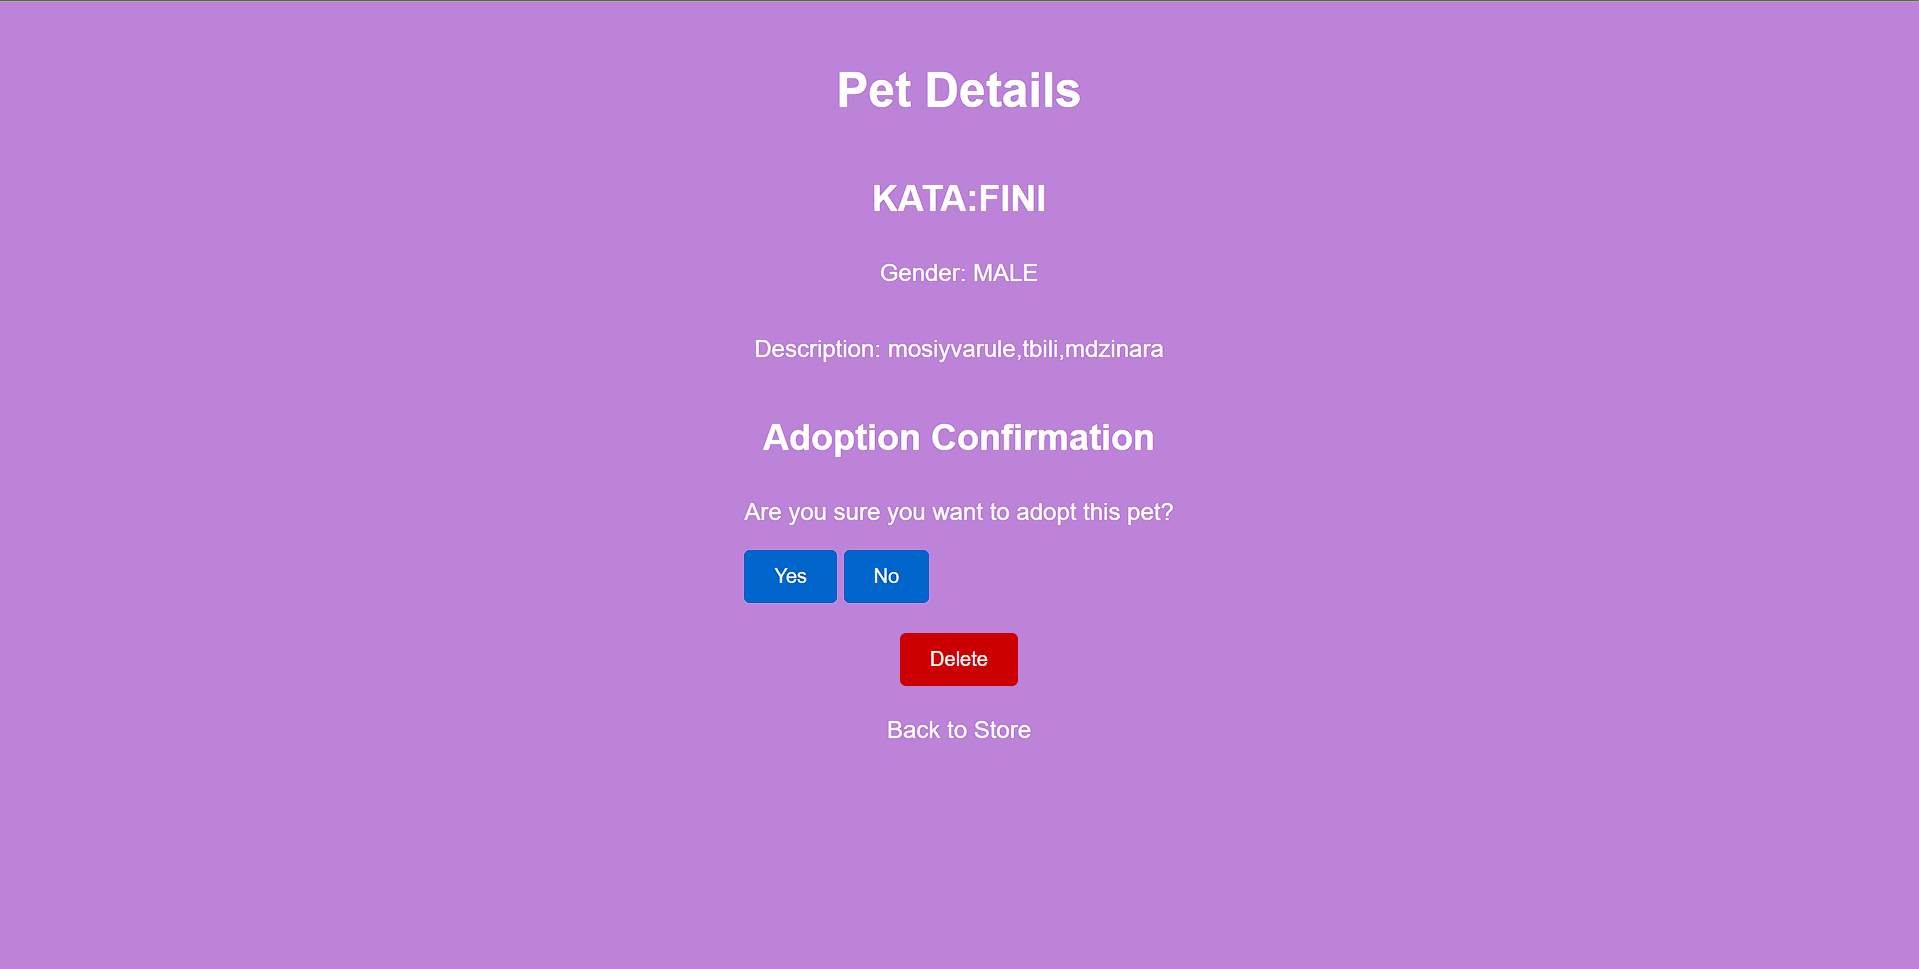 Pet Details
KATA:FINI
Gender: MALE
Description: mosiyvarule,tbili,mdzinara
Adoption Confirmation
Are you sure you want to adopt this pet?
Yes No
Delete
Back to Store